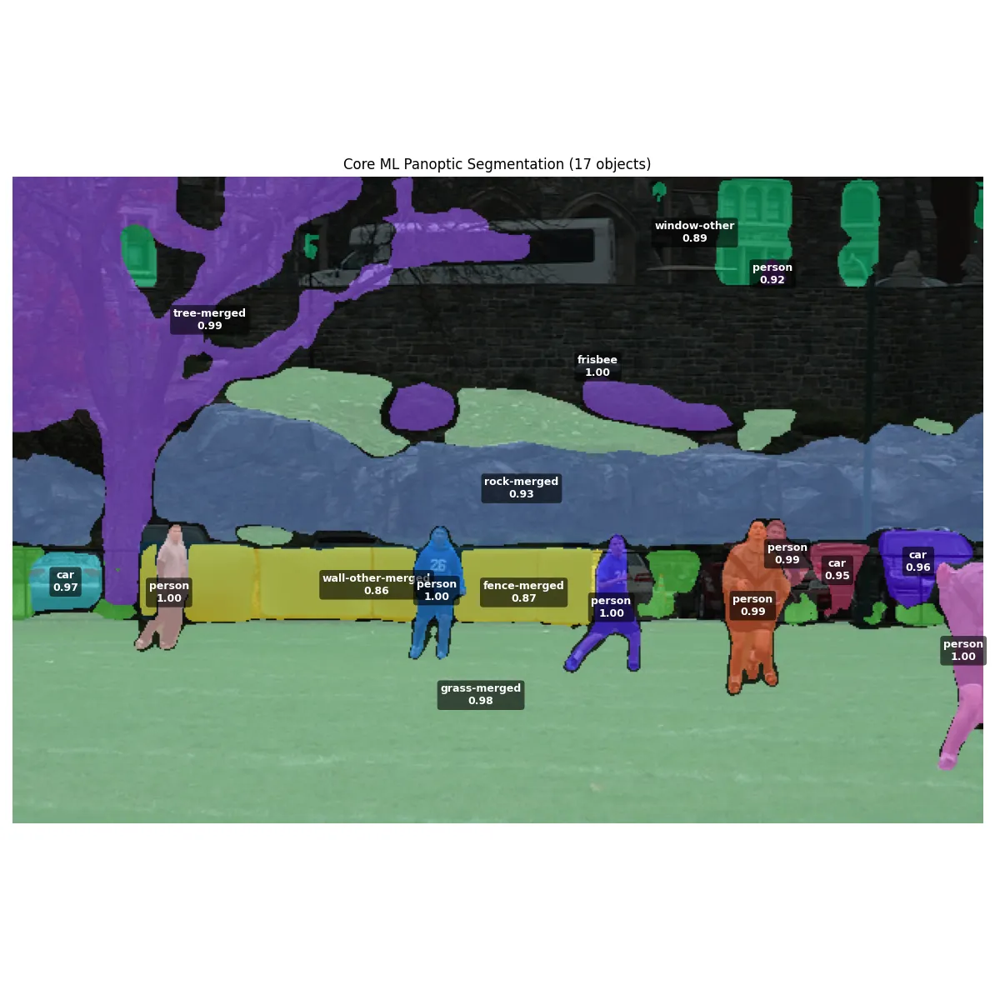 Core ML Panoptic Segmentation (17 objects)
window-other
0.89
person
0.92
tree-merged
0.99
frisbee
1.00
rock-merged
0.93
person
0.99
car
0.96
car
0.95
car
0.97
wall-other-merged
0.86
person
1.00
person
1.00
fence-merged
0.87
person
1.00
person
0.99
person
1.00
grass-merged
0.98
26